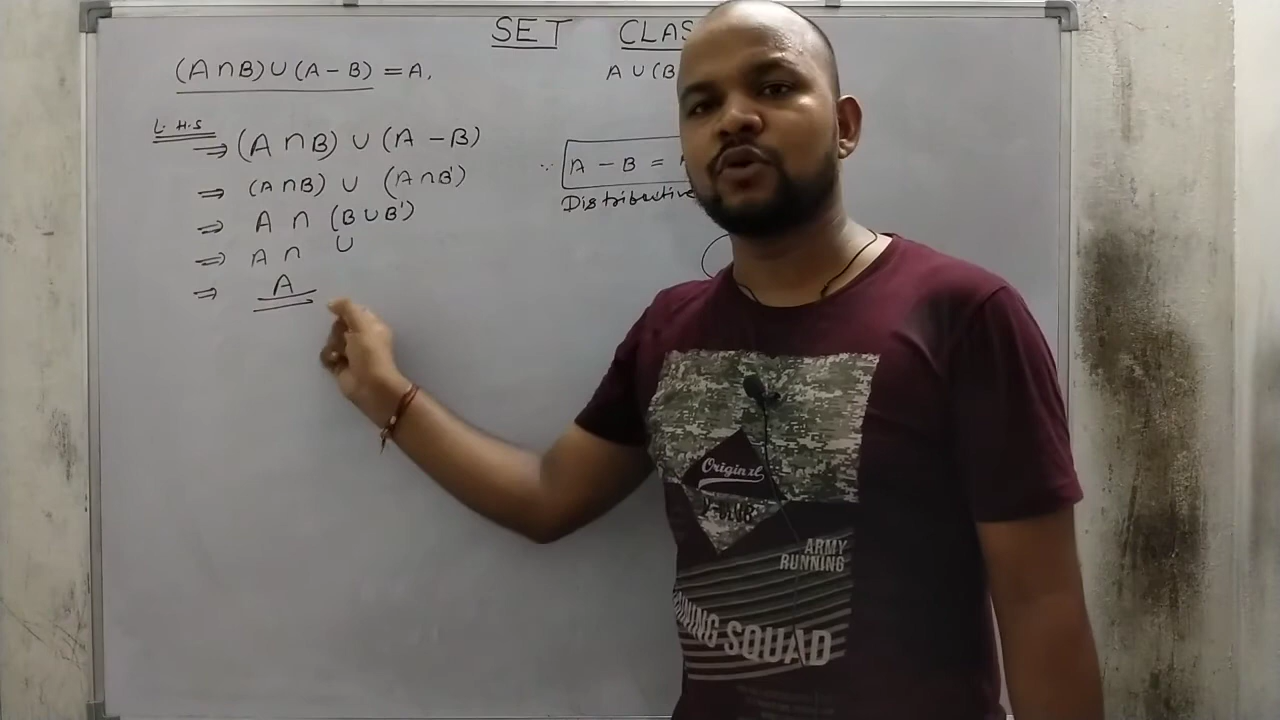 SET CLAS
(A∩B)∪(A-B) = A,
A∪(B
L.H.S
⇒ (A∩B) ∪ (A-B)
⇒ (A∩B) ∪ (A∩B')
⇒ A ∩ (B∪B')
⇒ A ∩ U
⇒ A
∵ A - B =
Distributive
Original
ARMY
RUNNING
SQUAD